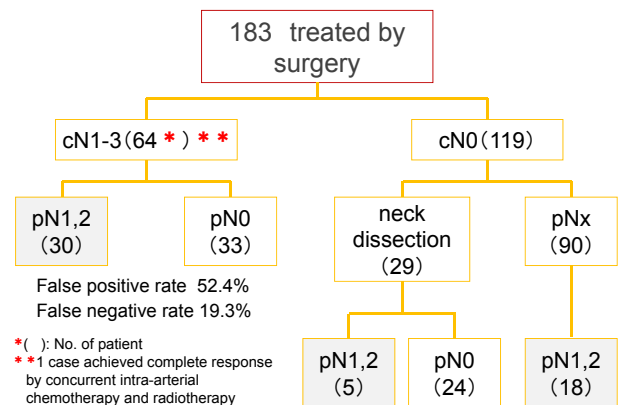 183 treated by
surgery
cN1-3(64 *) **
cN0(119)
pN1,2
(30)
pN0
(33)
neck
dissection
(29)
pNx
(90)
False positive rate 52.4%
False negative rate 19.3%
*( ): No. of patient
**1 case achieved complete response
by concurrent intra-arterial
chemotherapy and radiotherapy
pN1,2
(5)
pN0
(24)
pN1,2
(18)